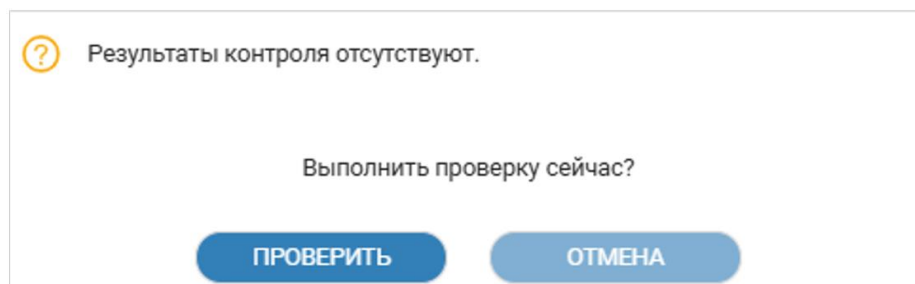 Результаты контроля отсутствуют.
Выполнить проверку сейчас?
ПРОВЕРИТЬ ОТМЕНА